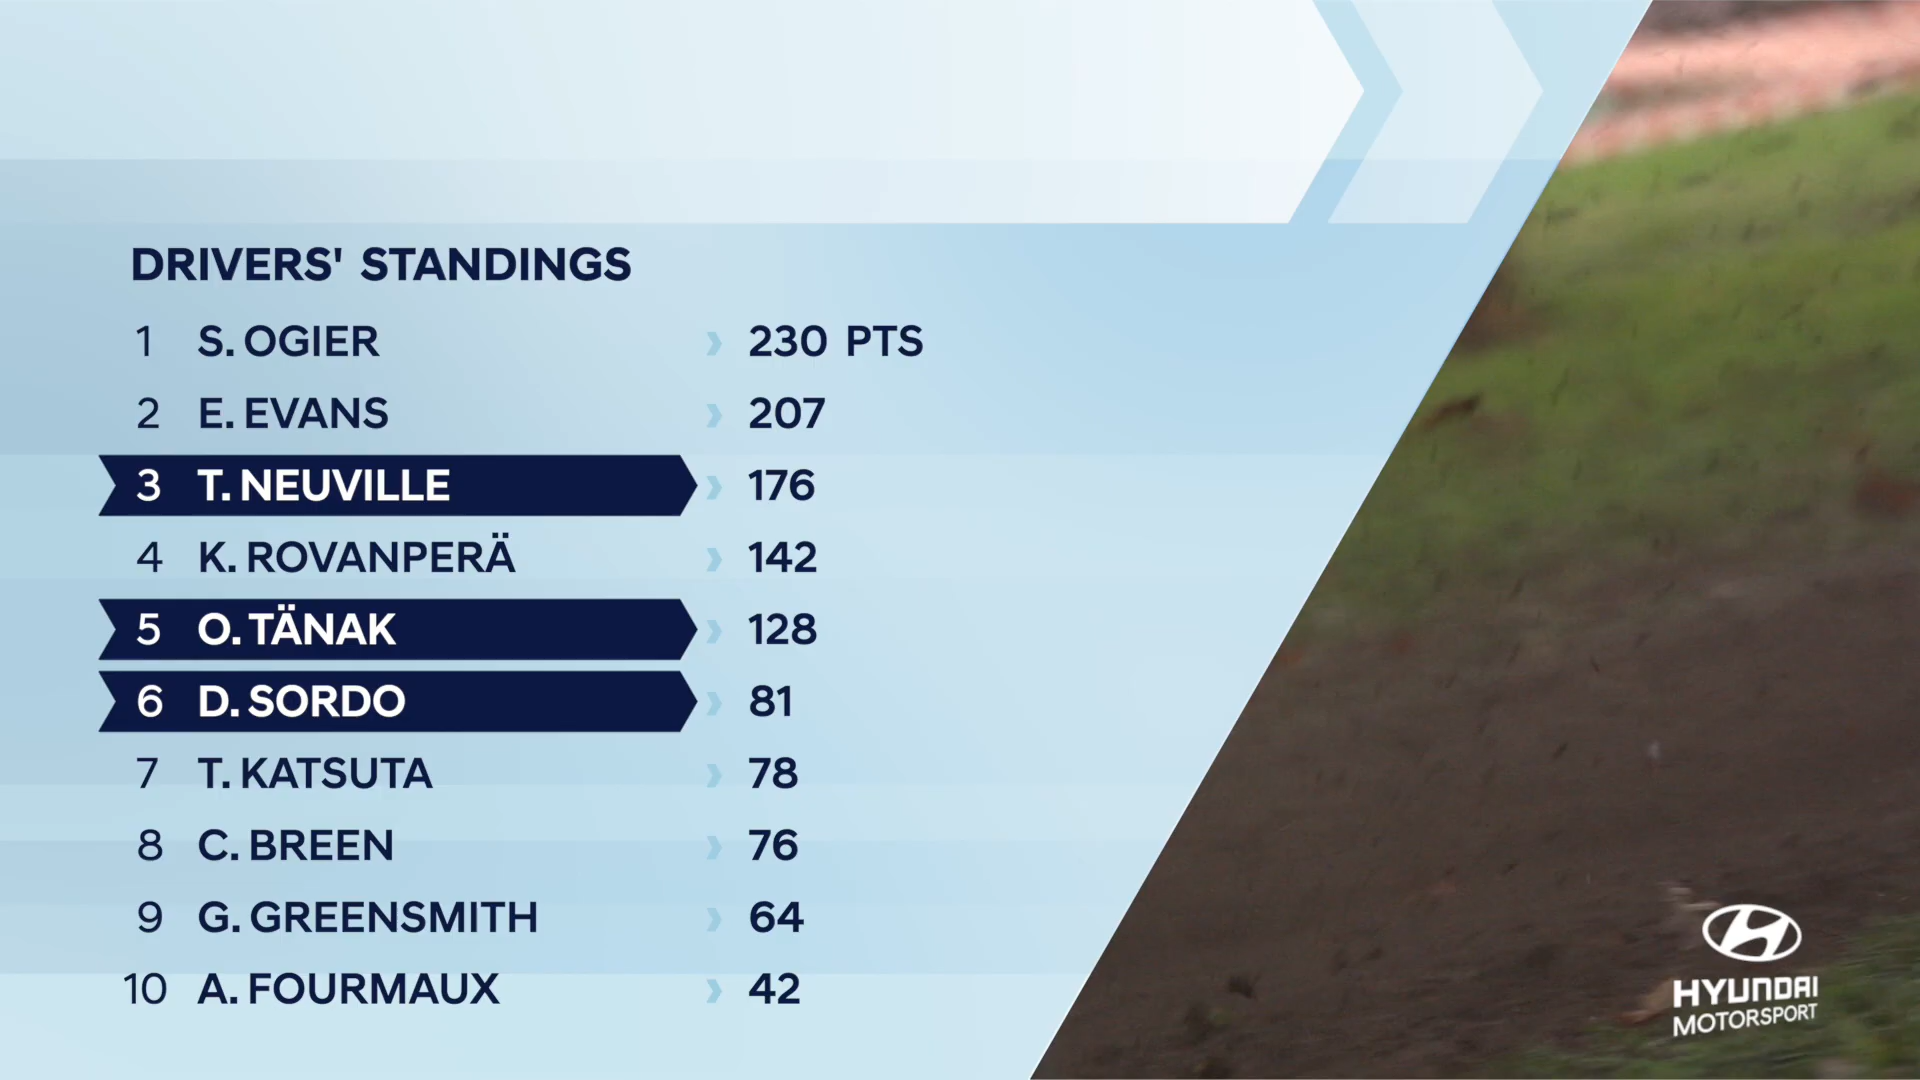 DRIVERS' STANDINGS
1 S. OGIER 230 PTS
2 E. EVANS 207
3 T. NEUVILLE 176
4 K. ROVANPERÄ 142
5 O. TÄNAK 128
6 D. SORDO 81
7 T. KATSUTA 78
8 C. BREEN 76
9 G. GREENSMITH 64
10 A. FOURMAUX 42
HYUNDAI
MOTORSPORT